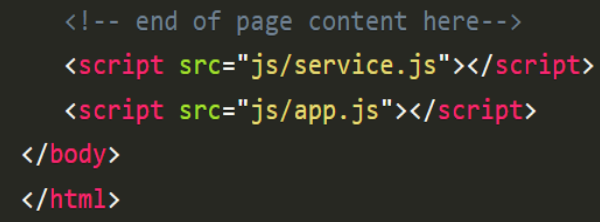 <!-- end of page content here-->
<script src="js/service.js"></script>
<script src="js/app.js"></script>
</body>
</html>